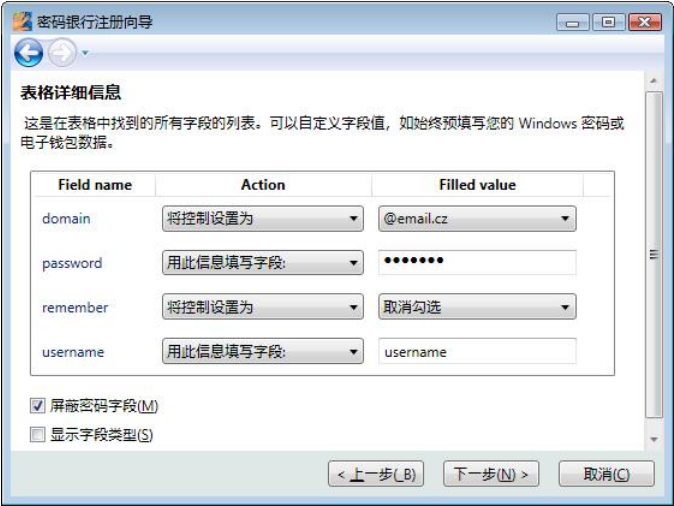 密码银行注册向导
表格详细信息
这是在表格中找到的所有字段的列表。可以自定义字段值，如始终预填写您的 Windows 密码或
电子钱包数据。
Field name Action Filled value
domain 将控制设置为 @email.cz
password 用此信息填写字段: •••••••
remember 将控制设置为 取消勾选
username 用此信息填写字段: username
屏蔽密码字段(M)
显示字段类型(S)
< 上一步(_B) 下一步(N) > 取消(C)